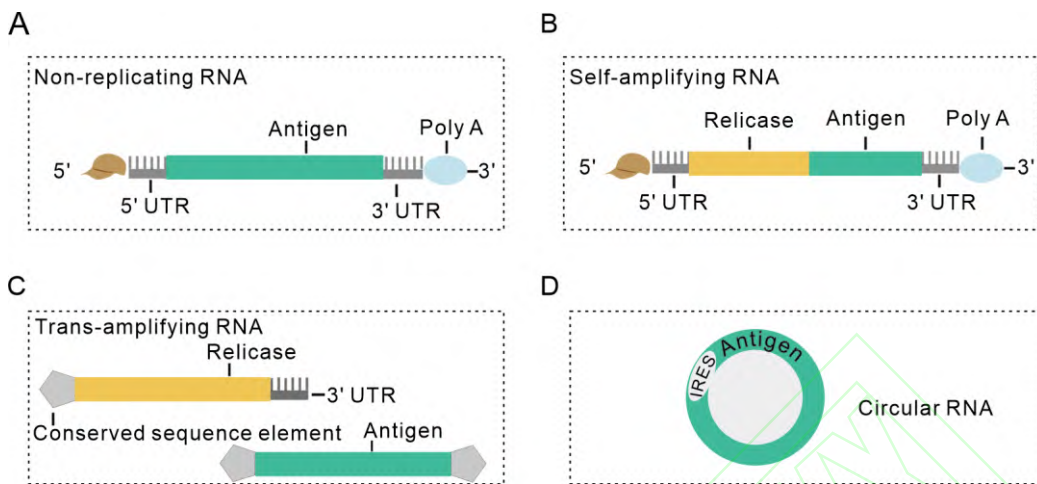 A
Non-replicating RNA
Antigen
Poly A
5'
3'
5' UTR
3' UTR
B
Self-amplifying RNA
Relicase
Antigen
Poly A
5'
3'
5' UTR
3' UTR
C
Trans-amplifying RNA
Relicase
3' UTR
Conserved sequence element
Antigen
D
IRES
Antigen
Circular RNA